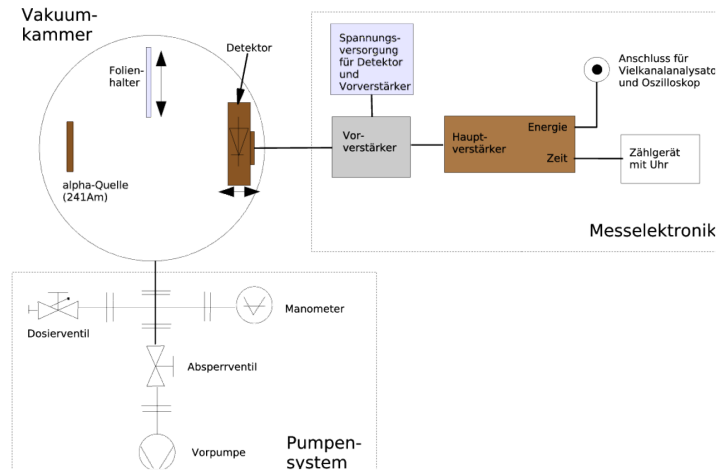 Vakuum-
kammer
Detektor
Folien-
halter
alpha-Quelle
(241Am)
Spannungs-
versorgung
für Detektor
und
Vorverstärker
Vor-
verstärker
Haupt-
verstärker
Energie
Zeit
Anschluss für
Vielkanalanalysato
und Oszilloskop
Zählgerät
mit Uhr
Messelektronik
Dosierventil
Manometer
Absperrventil
Vorpumpe
Pumpen-
system